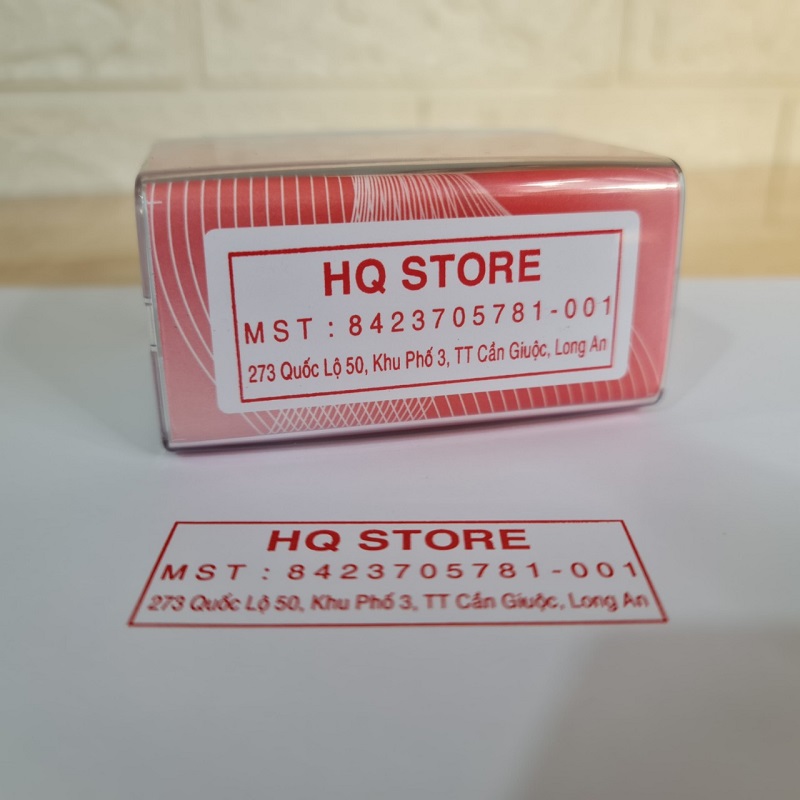 HQ STORE
MST : 8423705781-001
273 Quốc Lộ 50, Khu Phố 3, TT Cần Giuộc, Long An
HQ STORE
MST : 8423705781-001
273 Quốc Lộ 50, Khu Phố 3, TT Cần Giuộc, Long An